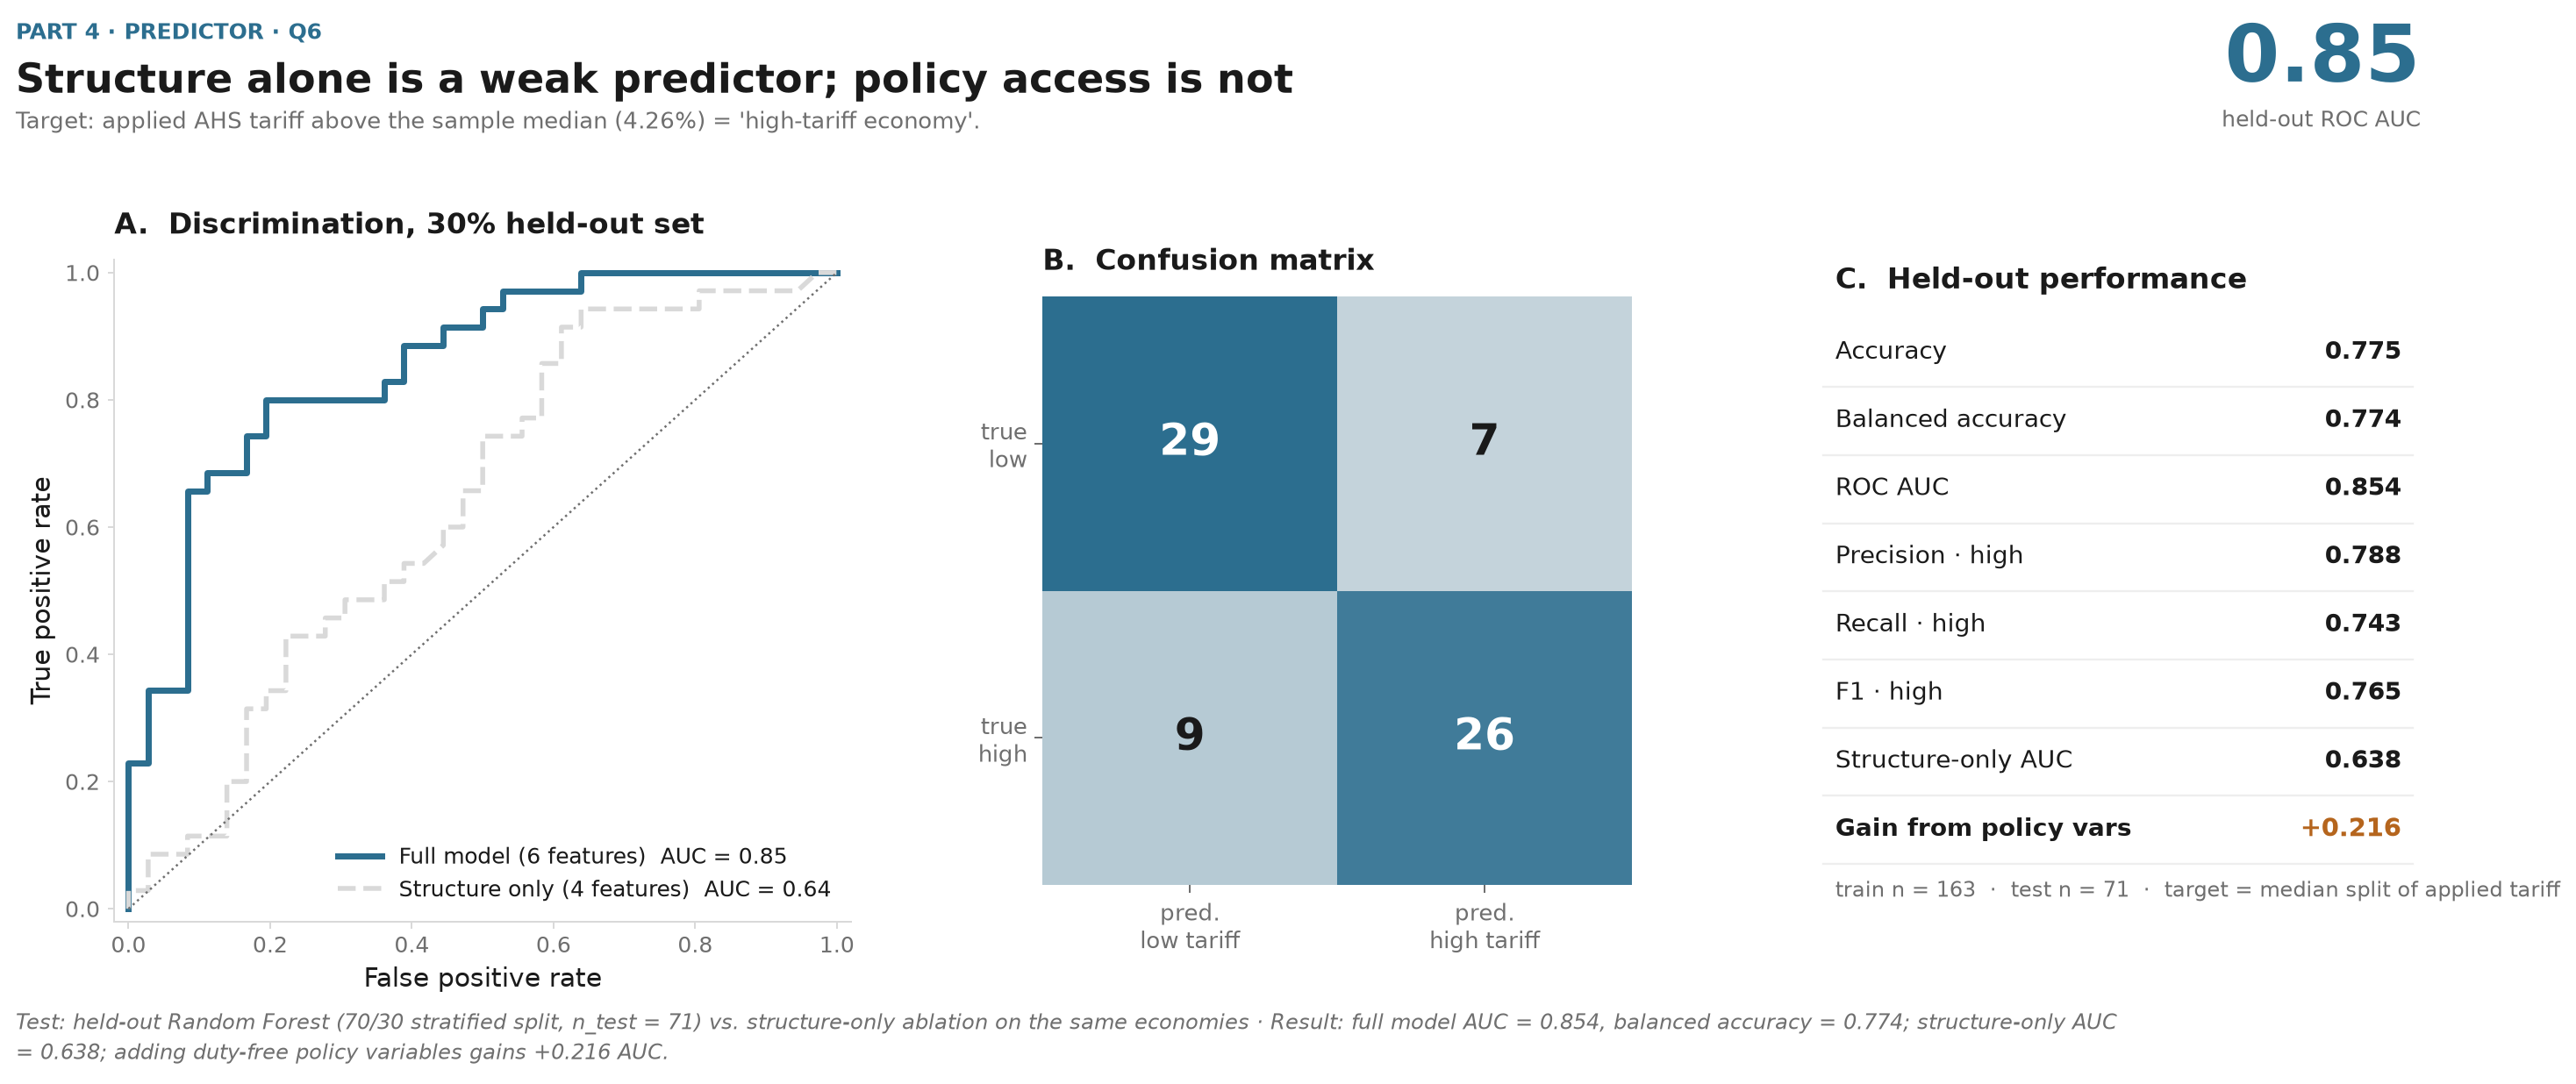 PART 4 · PREDICTOR · Q6
Structure alone is a weak predictor; policy access is not
Target: applied AHS tariff above the sample median (4.26%) = 'high-tariff economy'.
0.85
held-out ROC AUC
A.  Discrimination, 30% held-out set
1.0
0.8
0.6
0.4
0.2
0.0
True positive rate
0.0
0.2
0.4
0.6
0.8
1.0
False positive rate
Full model (6 features)  AUC = 0.85
Structure only (4 features)  AUC = 0.64
B.  Confusion matrix
true
low
29
7
true
high
9
26
pred.
low tariff
pred.
high tariff
C.  Held-out performance
Accuracy 0.775
Balanced accuracy 0.774
ROC AUC 0.854
Precision · high 0.788
Recall · high 0.743
F1 · high 0.765
Structure-only AUC 0.638
Gain from policy vars +0.216
train n = 163  ·  test n = 71  ·  target = median split of applied tariff
Test: held-out Random Forest (70/30 stratified split, n_test = 71) vs. structure-only ablation on the same economies · Result: full model AUC = 0.854, balanced accuracy = 0.774; structure-only AUC
= 0.638; adding duty-free policy variables gains +0.216 AUC.